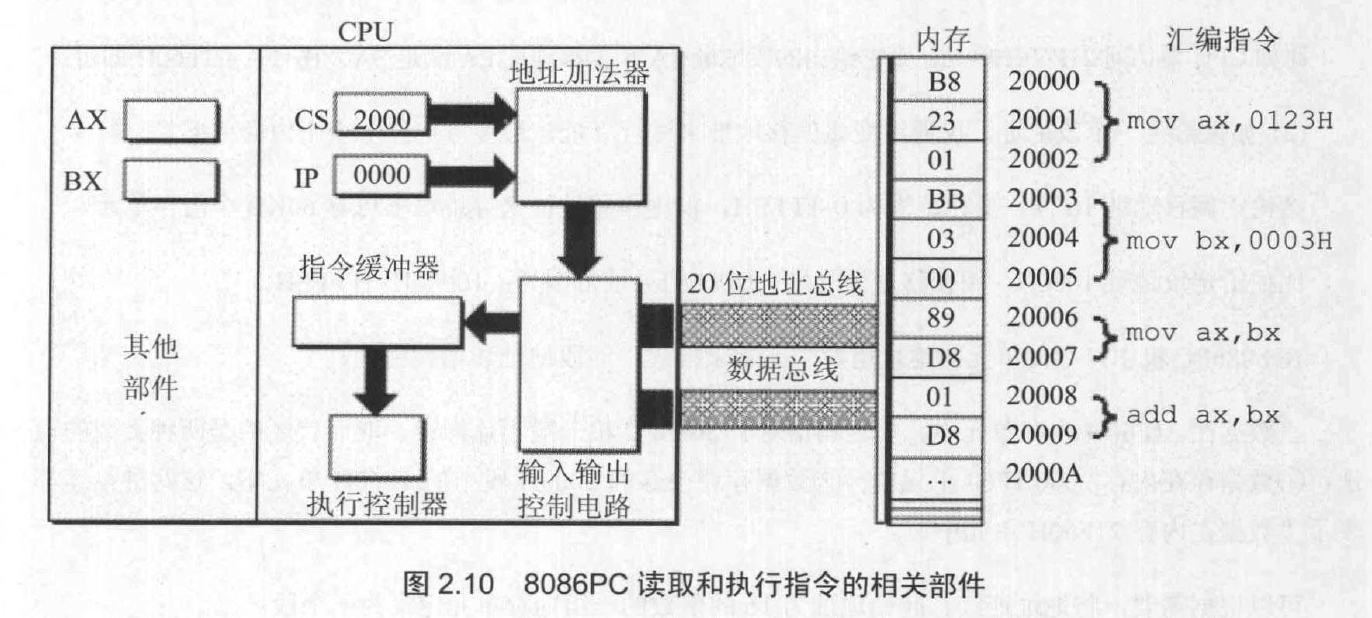 CPU
内存
汇编指令
地址加法器
AX
CS 2000
BX
IP 0000
指令缓冲器
其他
部件
执行控制器
输入输出
控制电路
20 位地址总线
数据总线
B8 20000
23 20001 mov ax,0123H
01 20002
BB 20003
03 20004 mov bx,0003H
00 20005
89 20006
D8 20007 mov ax,bx
01 20008
D8 20009 add ax,bx
… 2000A
图 2.10 8086PC 读取和执行指令的相关部件